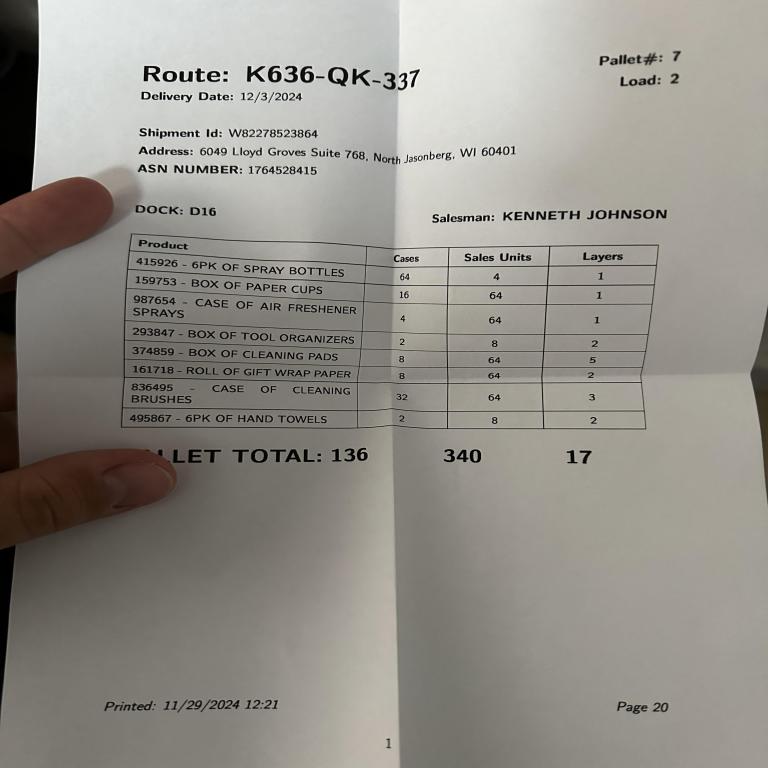 Route: K636-QK-337
Pallet#: 7
Delivery Date: 12/3/2024
Load: 2
Shipment Id: W82278523864
Address: 6049 Lloyd Groves Suite 768, North Jasonberg, WI 60401
ASN NUMBER: 1764528415
DOCK: D16
Salesman: KENNETH JOHNSON
Product Cases Sales Units Layers
415926 - 6PK OF SPRAY BOTTLES 64 4 1
159753 - BOX OF PAPER CUPS 16 64 1
987654 - CASE OF AIR FRESHENER
SPRAYS 4 64 1
293847 - BOX OF TOOL ORGANIZERS 2 8 2
374859 - BOX OF CLEANING PADS 8 64 5
161718 - ROLL OF GIFT WRAP PAPER 8 64 2
836495 - CASE OF CLEANING
BRUSHES 32 64 3
495867 - 6PK OF HAND TOWELS 2 8 2
TOTAL: 136 340 17
Printed: 11/29/2024 12:21
Page 20
1